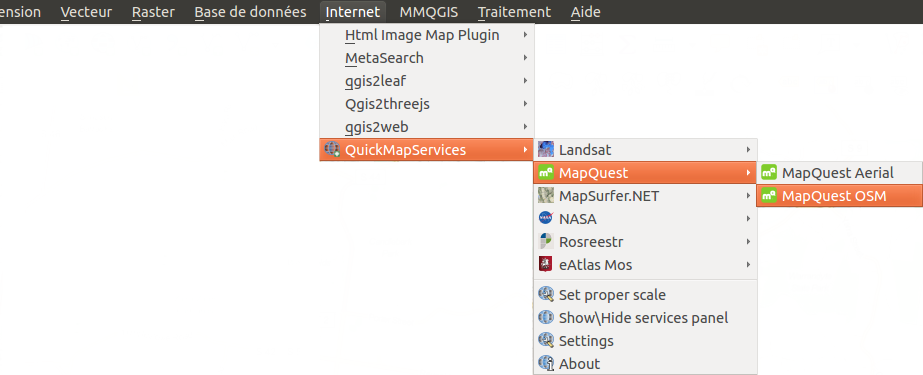 ension Vecteur Raster Base de données Internet MMQGIS Traitement Aide
Html Image Map Plugin
MetaSearch
qgis2leaf
Qgis2threejs
qgis2web
QuickMapServices
Landsat
MapQuest
MapSurfer.NET
NASA
Rosreestr
eAtlas Mos
Set proper scale
Show\Hide services panel
Settings
About
MapQuest Aerial
MapQuest OSM